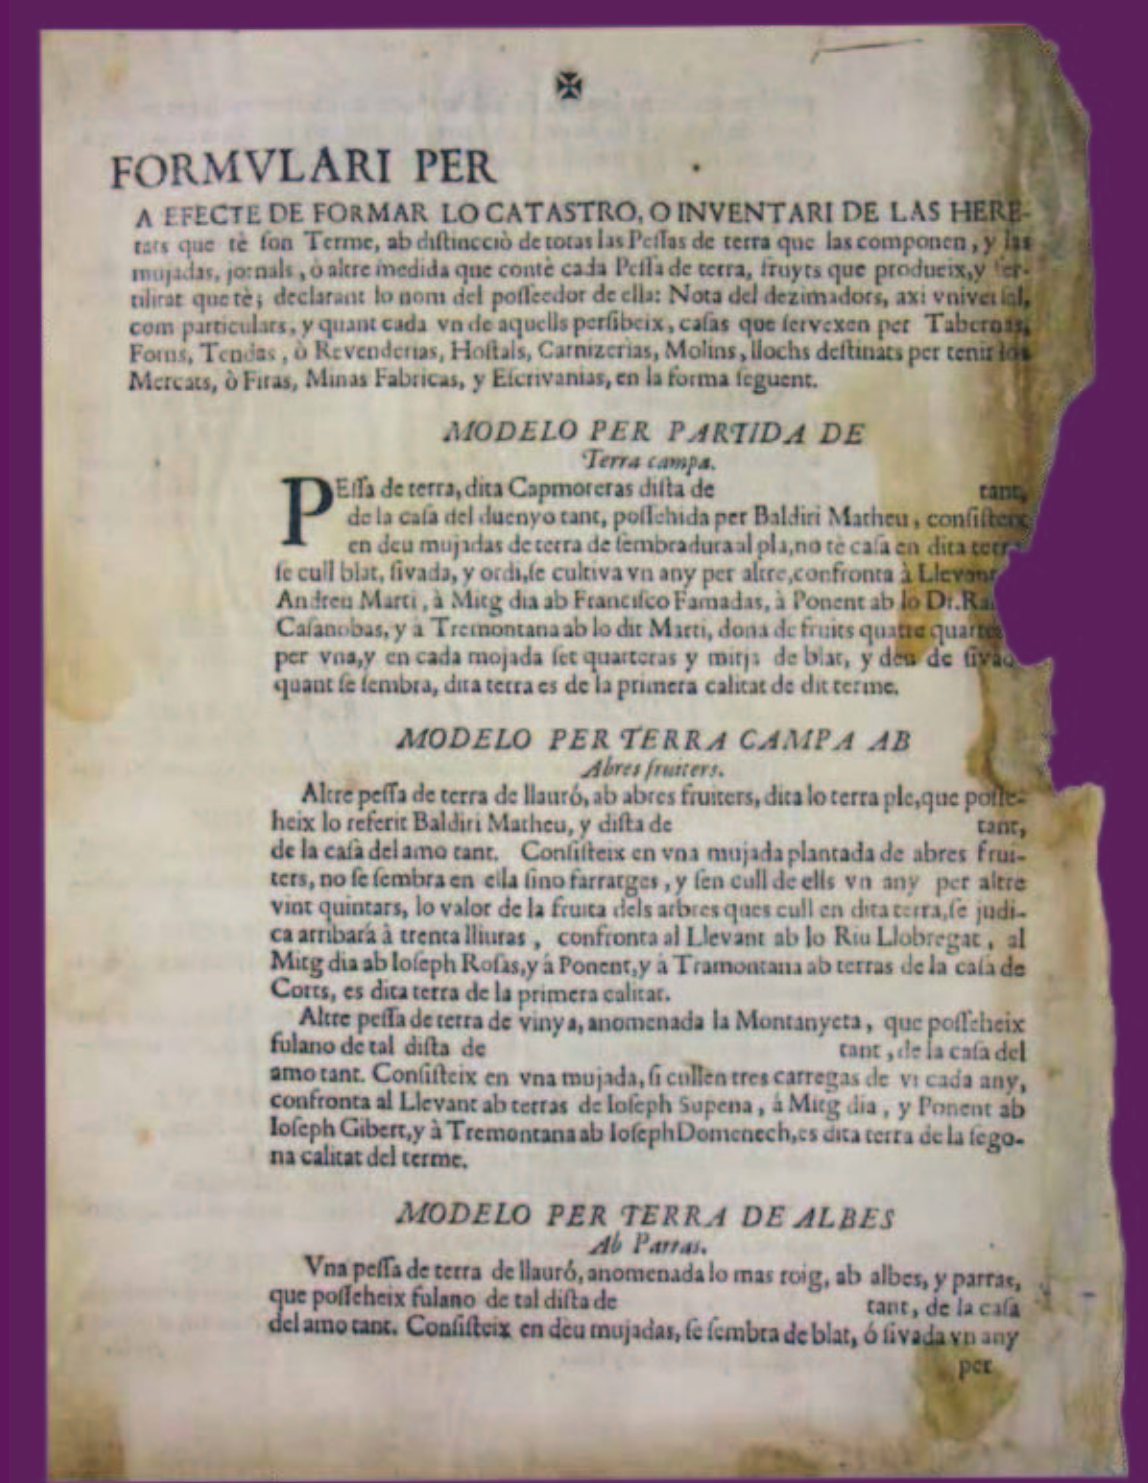 ✠
FORMVLARI PER
A EFECTE DE FORMAR LO CATASTRO, O INVENTARI DE LAS HERE-
tats que tè son Terme, ab distincciò de totas las Pessas de terra que las componen, y las
mujadas, jornals, ò altre medida que contè cada Pessa de terra, fruyts que produeix, y fer-
tilitat que tè; declarant lo nom del posseedor de ella: Nota del dezimadors, axi vniversal,
com particulars, y quant cada vn de aquells persibeix, casas que servexen per Tabernas,
Forns, Tendas, ò Revenderias, Hostals, Carnizerias, Molins, llochs destinats per tenir los
Mercats, ò Firas, Minas Fabricas, y Escrivanias, en la forma seguent.
MODELO PER PARTIDA DE
Terra campa.
PEssa de terra, dita Capmoreras dista de tant,
de la casa del duenyo tant, possehida per Baldiri Matheu, consisteix
en deu mujadas de terra de sembradura al pla, no tè casa en dita terra
se cull blat, sivada, y ordi, se cultiva vn any per altre, confronta à Llevant
Andreu Marti, à Mitg dia ab Francisco Famadas, à Ponent ab lo Dr.
Casanobas, y à Tremontana ab lo dit Marti, dona de fruits quatre
per vna, y en cada mojada set quarteras y mitja de blat, y deu de
quant se sembra, dita terra es de la primera calitat de dit terme.
MODELO PER TERRA CAMPA AB
Abres fruiters.
Altre pessa de terra de llauró, ab abres fruiters, dita lo terra ple, que posse-
heix lo referit Baldiri Matheu, y dista de tant,
de la casa del amo tant. Consisteix en vna mujada plantada de abres frui-
ters, no se sembra en ella sino farratges, y sen cull de ells vn any per altre
vint quintars, lo valor de la fruita dels arbres ques cull en dita terra, se judi-
ca arribará à trenta lliuras, confronta al Llevant ab lo Riu Llobregat, al
Mitg dia ab Ioseph Rosas, y á Ponent, y à Tramontana ab terras de la casa de
Corts, es dita terra de la primera calitat.
Altre pessa de terra de vinya, anomenada la Montanyeta, que posseheix
fulano de tal dista de tant, de la casa del
amo tant. Consisteix en vna mujada, si cullen tres carregas de vi cada any,
confronta al Llevant ab terras de Ioseph Supena, á Mitg dia, y Ponent ab
Ioseph Gibert, y à Tremontana ab Ioseph Domenech, es dita terra de la sego-
na calitat del terme.
MODELO PER TERRA DE ALBES
Ab Parras.
Vna pessa de terra de llauró, anomenada lo mas roig, ab albes, y parras,
que posseheix fulano de tal dista de tant, de la casa
del amo tant. Consisteix en deu mujadas, se sembra de blat, ó sivada vn any
per